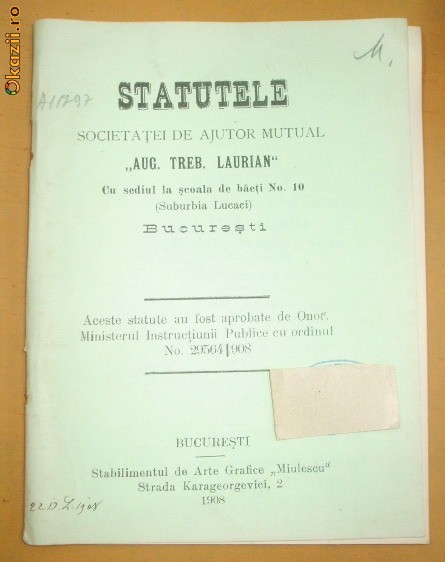 Okazii.ro
M.
A10797
STATUTELE
SOCIETAȚEI DE AJUTOR MUTUAL
„AUG. TREB. LAURIAN“
Cu sediul la școala de băeți No. 10
(Suburbia Lucaci)
București
Aceste statute au fost aprobate de Onor.
Ministerul Instrucțiunii Publice cu ordinul
No. 29564|908
BUCUREȘTI
Stabilimentul de Arte Grafice „Miulescu“
Strada Karageorgevici, 2
1908